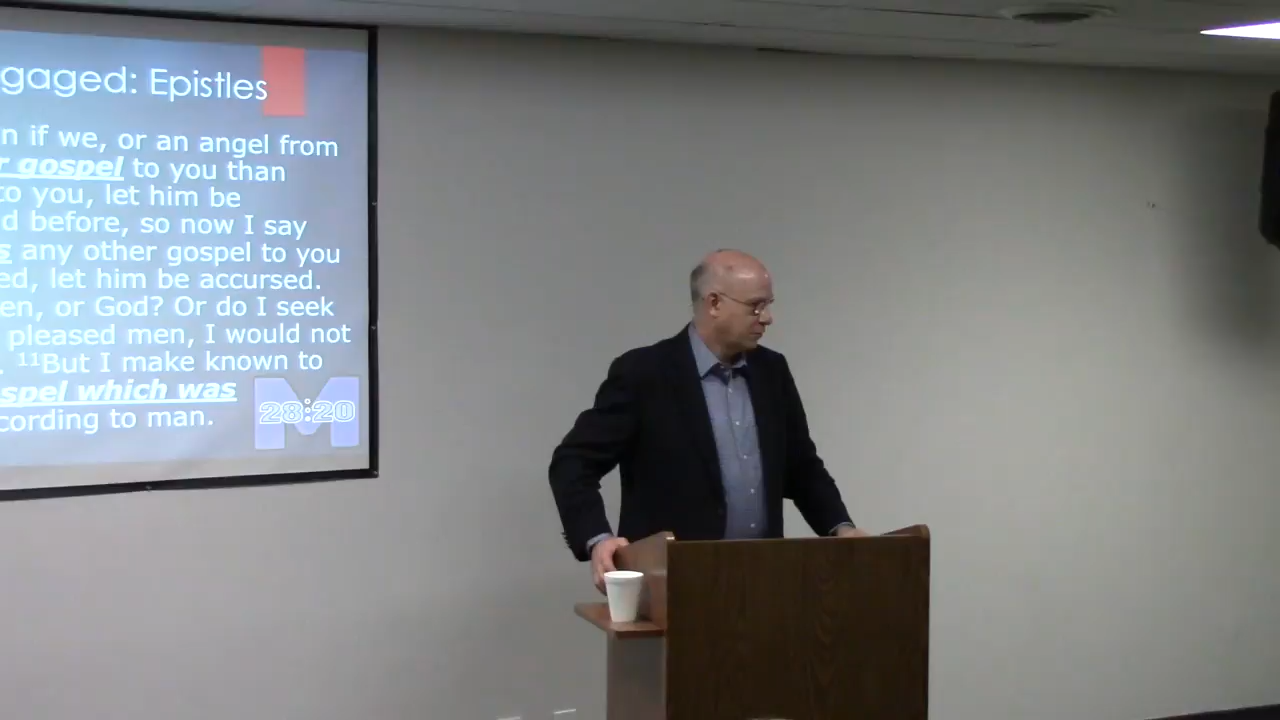 gaged: Epistles
n if we, or an angel from
r gospel to you than
to you, let him be
d before, so now I say
s any other gospel to you
ed, let him be accursed.
en, or God? Or do I seek
pleased men, I would not
. ¹¹But I make known to
spel which was
cording to man.
28:20